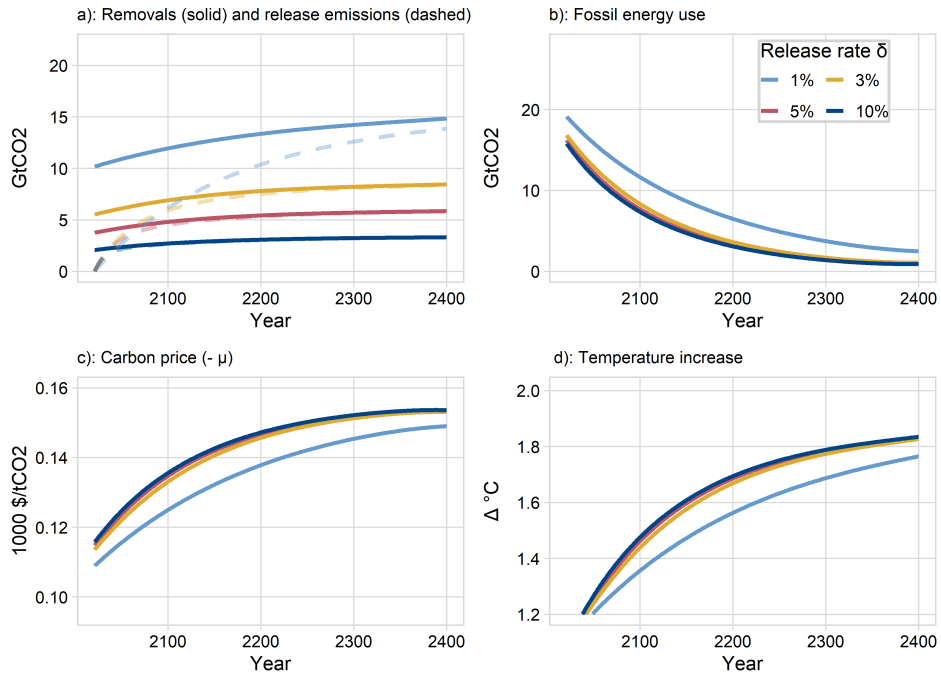 a): Removals (solid) and release emissions (dashed)
GtCO2
20
15
10
5
0
2100 2200 2300 2400
Year
b): Fossil energy use
GtCO2
20
10
0
Release rate δ
1% 3%
5% 10%
2100 2200 2300 2400
Year
c): Carbon price (- μ)
1000 $/tCO2
0.16
0.14
0.12
0.10
2100 2200 2300 2400
Year
d): Temperature increase
Δ °C
2.0
1.8
1.6
1.4
1.2
2100 2200 2300 2400
Year